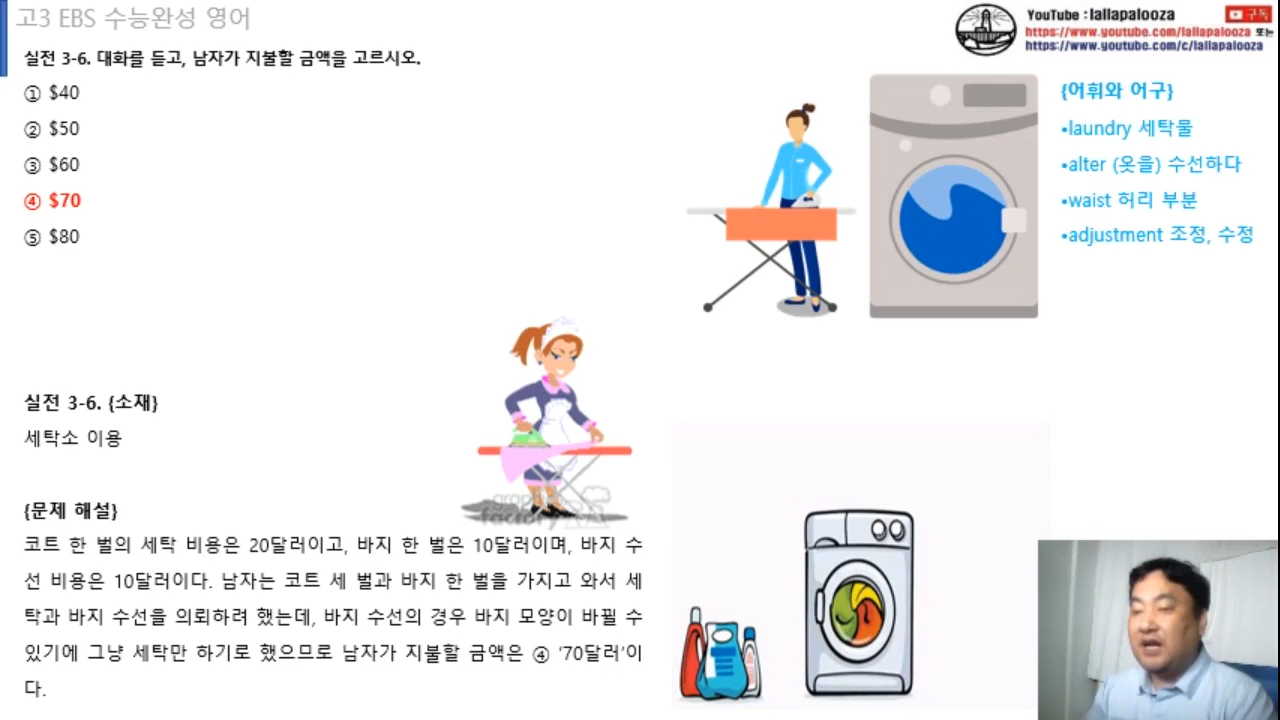 고3 EBS 수능완성 영어
YouTube : lallapalooza
구독
https://www.youtube.com/lallapalooza 또는
https://www.youtube.com/c/lallapalooza
실전 3-6. 대화를 듣고, 남자가 지불할 금액을 고르시오.
① $40
② $50
③ $60
④ $70
⑤ $80
{어휘와 어구}
•laundry 세탁물
•alter (옷을) 수선하다
•waist 허리 부분
•adjustment 조정, 수정
실전 3-6. {소재}
세탁소 이용
{문제 해설}
코트 한 벌의 세탁 비용은 20달러이고, 바지 한 벌은 10달러이며, 바지 수
선 비용은 10달러이다. 남자는 코트 세 벌과 바지 한 벌을 가지고 와서 세
탁과 바지 수선을 의뢰하려 했는데, 바지 수선의 경우 바지 모양이 바뀔 수
있기에 그냥 세탁만 하기로 했으므로 남자가 지불할 금액은 ④ '70달러'이
다.
graphics
factory